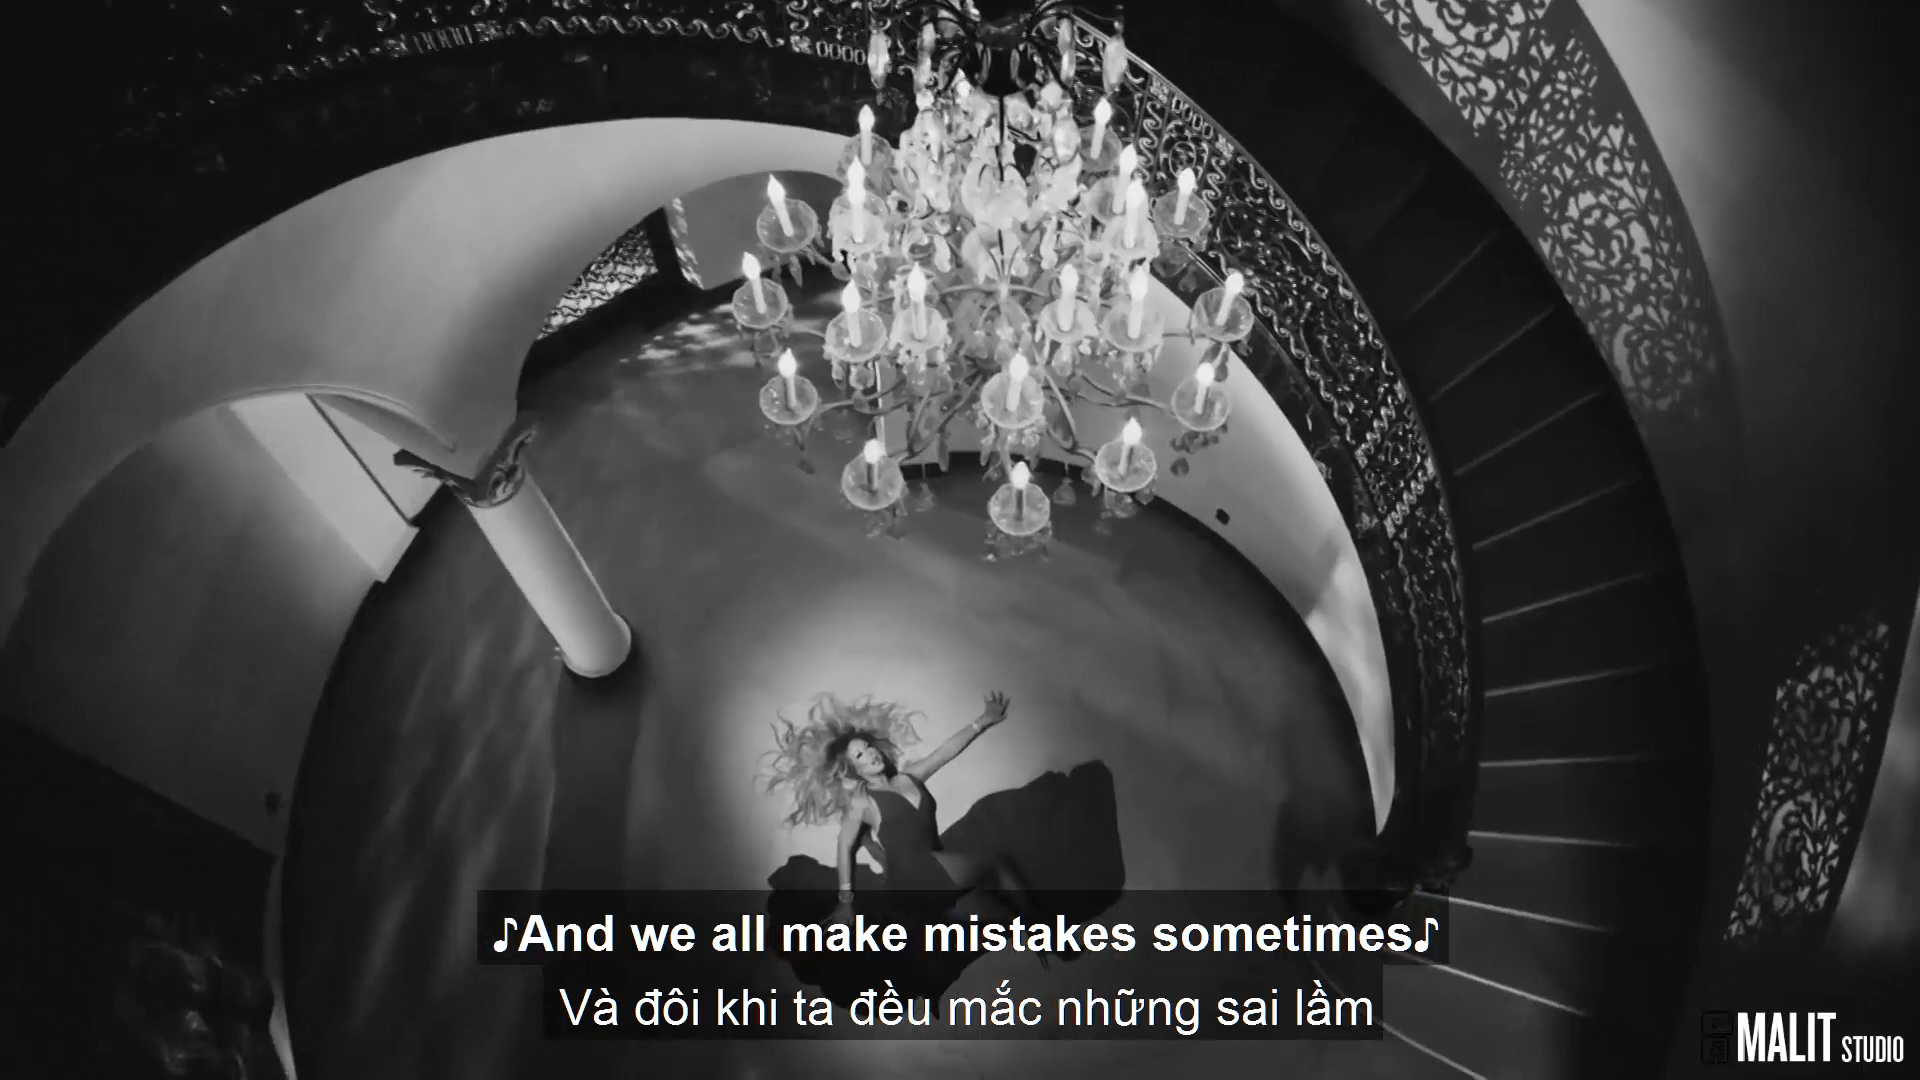 ♪And we all make mistakes sometimes♪
Và đôi khi ta đều mắc những sai lầm
MALIT STUDIO